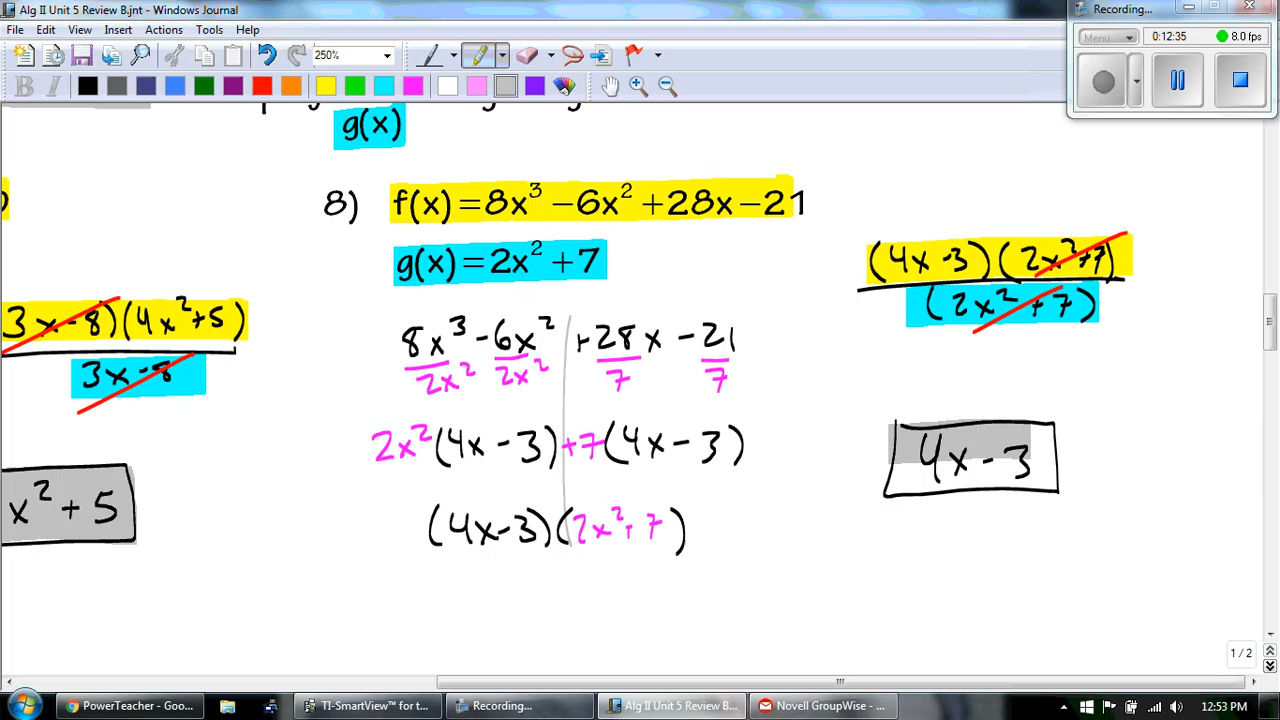 Alg II Unit 5 Review B.jnt - Windows Journal
Recording...
File Edit View Insert Actions Tools Help
Menu
0:12:35
8.0 fps
250%
B I
g(x)
8) f(x) = 8x³ − 6x² + 28x − 21
g(x) = 2x² + 7
(4x - 3)(2x² + 7)
(2x² + 7)
3x - 8)(4x² + 5)
3x - 8
8x³ - 6x² + 28x - 21
2x² 2x² 7 7
2x²(4x - 3) + 7(4x - 3)
4x - 3
x² + 5
(4x - 3)(2x² + 7)
1 / 2
PowerTeacher - Goo...
TI-SmartView™ for t...
Recording...
Alg II Unit 5 Review B...
Novell GroupWise - ...
12:53 PM